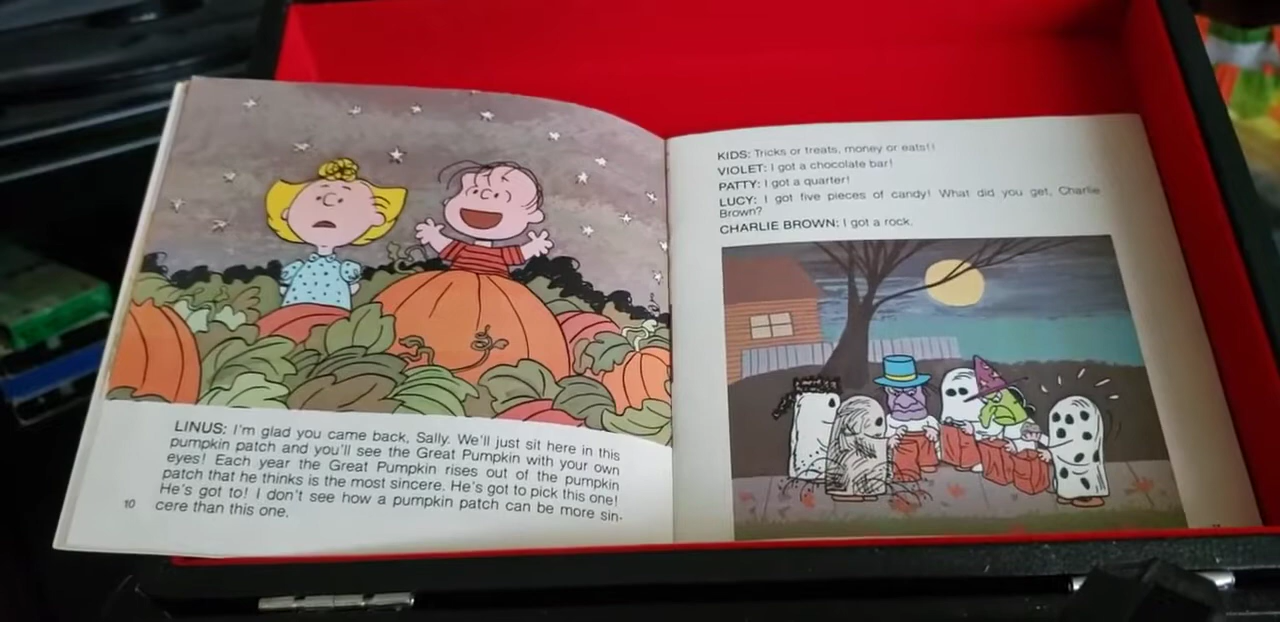 LINUS: I'm glad you came back, Sally. We'll just sit here in this
pumpkin patch and you'll see the Great Pumpkin with your own
eyes! Each year the Great Pumpkin rises out of the pumpkin
patch that he thinks is the most sincere. He's got to pick this one!
He's got to! I don't see how a pumpkin patch can be more sin-
cere than this one.
10
KIDS: Tricks or treats, money or eats!!
VIOLET: I got a chocolate bar!
PATTY: I got a quarter!
LUCY: I got five pieces of candy! What did you get, Charlie
Brown?
CHARLIE BROWN: I got a rock.